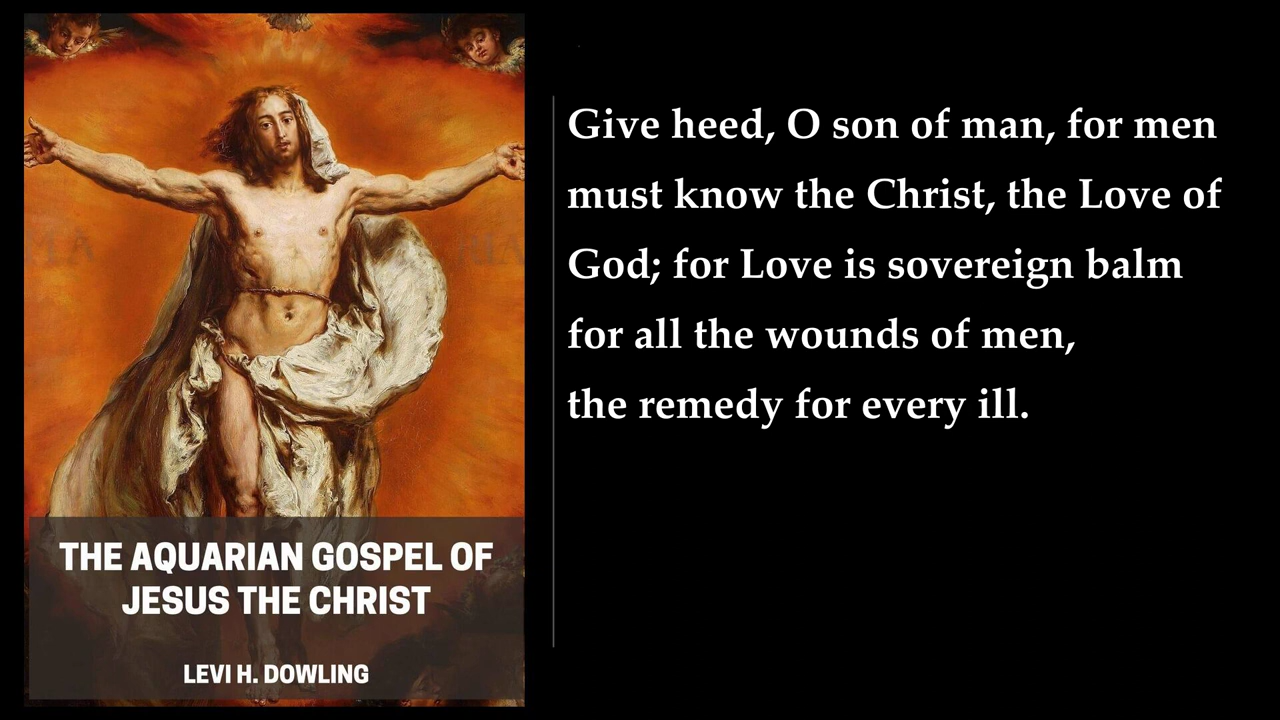 Give heed, O son of man, for men
must know the Christ, the Love of
God; for Love is sovereign balm
for all the wounds of men,
the remedy for every ill.
THE AQUARIAN GOSPEL OF
JESUS THE CHRIST
LEVI H. DOWLING